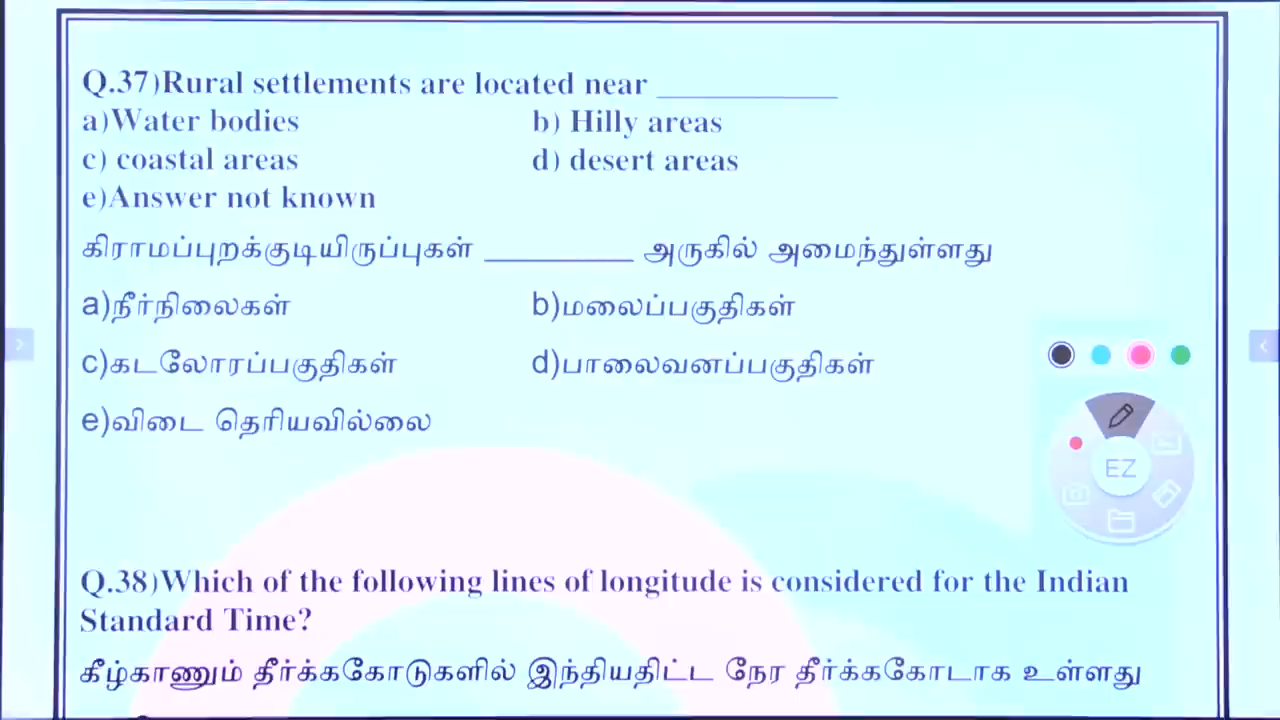 Q.37)Rural settlements are located near ___________
a)Water bodies b) Hilly areas
c) coastal areas d) desert areas
e)Answer not known
கிராமப்புறக்குடியிருப்புகள் __________ அருகில் அமைந்துள்ளது
a)நீர்நிலைகள் b)மலைப்பகுதிகள்
c)கடலோரப்பகுதிகள் d)பாலைவனப்பகுதிகள்
e)விடை தெரியவில்லை
EZ
Q.38)Which of the following lines of longitude is considered for the Indian
Standard Time?
கீழ்காணும் தீர்க்ககோடுகளில் இந்தியதிட்ட நேர தீர்க்ககோடாக உள்ளது